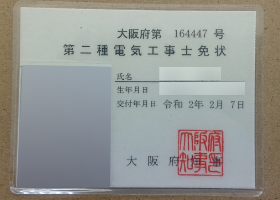 大阪府第 164447 号
第二種電気工事士免状
氏名
生年月日
交付年月日 令和 2年 2月 7日
大阪府知事